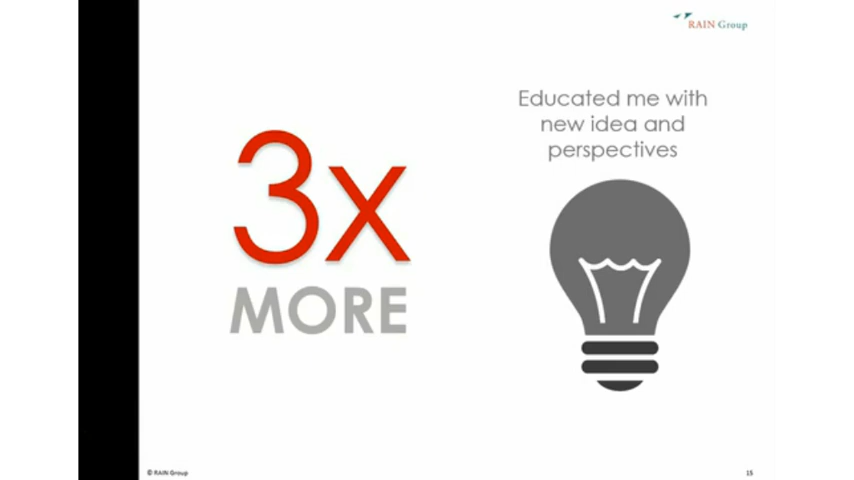 RAIN Group
Educated me with
new idea and
perspectives
3x
MORE
© RAIN Group
15